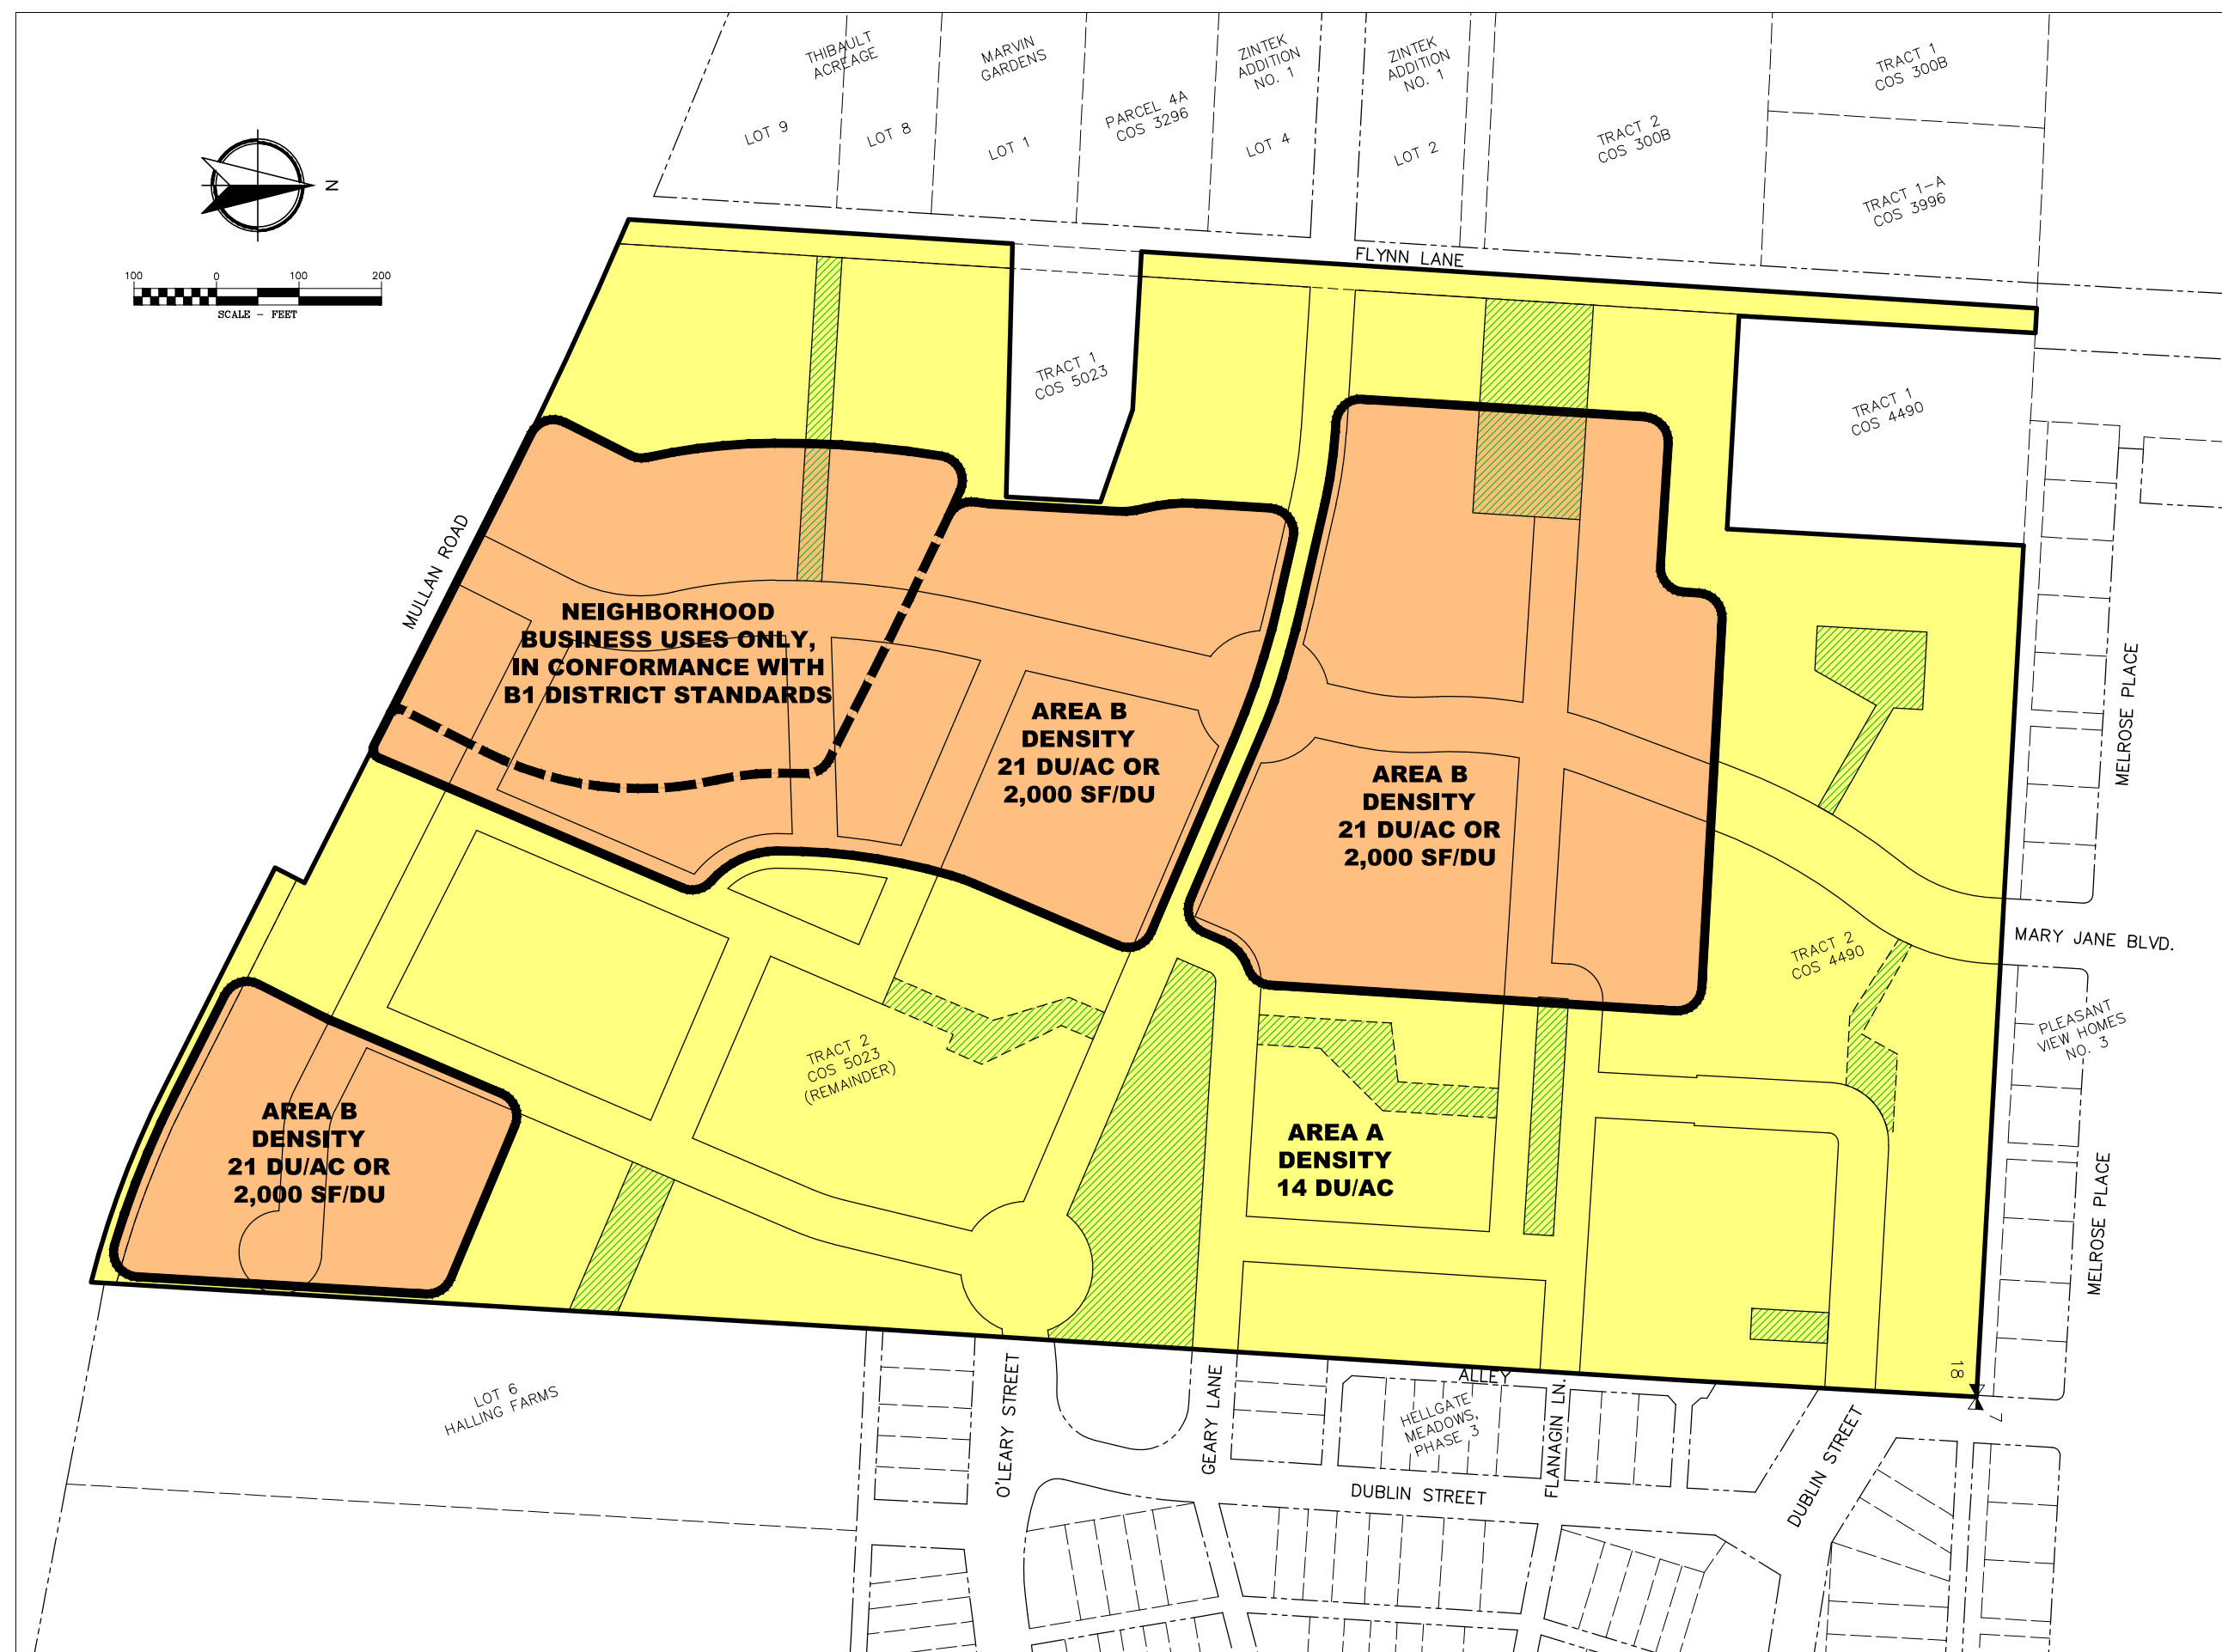 THIBAULT
ACREAGE
MARVIN
GARDENS
ZINTEK
ADDITION
NO. 1
ZINTEK
ADDITION
NO. 1
TRACT 1
COS 300B
LOT 9
LOT 8
LOT 1
PARCEL 4A
COS 3296
LOT 4
LOT 2
TRACT 2
COS 300B
TRACT 1-A
COS 3996
N
100 0 100 200
SCALE - FEET
FLYNN LANE
TRACT 1
COS 5023
TRACT 1
COS 4490
MULLAN ROAD
NEIGHBORHOOD
BUSINESS USES ONLY,
IN CONFORMANCE WITH
B1 DISTRICT STANDARDS
AREA B
DENSITY
21 DU/AC OR
2,000 SF/DU
AREA B
DENSITY
21 DU/AC OR
2,000 SF/DU
MELROSE PLACE
MARY JANE BLVD.
TRACT 2
COS 4490
PLEASANT
VIEW HOMES
NO. 3
TRACT 2
COS 5023
(REMAINDER)
AREA B
DENSITY
21 DU/AC OR
2,000 SF/DU
AREA A
DENSITY
14 DU/AC
MELROSE PLACE
18
7
LOT 6
HALLING FARMS
O'LEARY STREET
GEARY LANE
ALLEY
HELLGATE
MEADOWS,
PHASE 3
FLANAGIN LN.
DUBLIN STREET
DUBLIN STREET